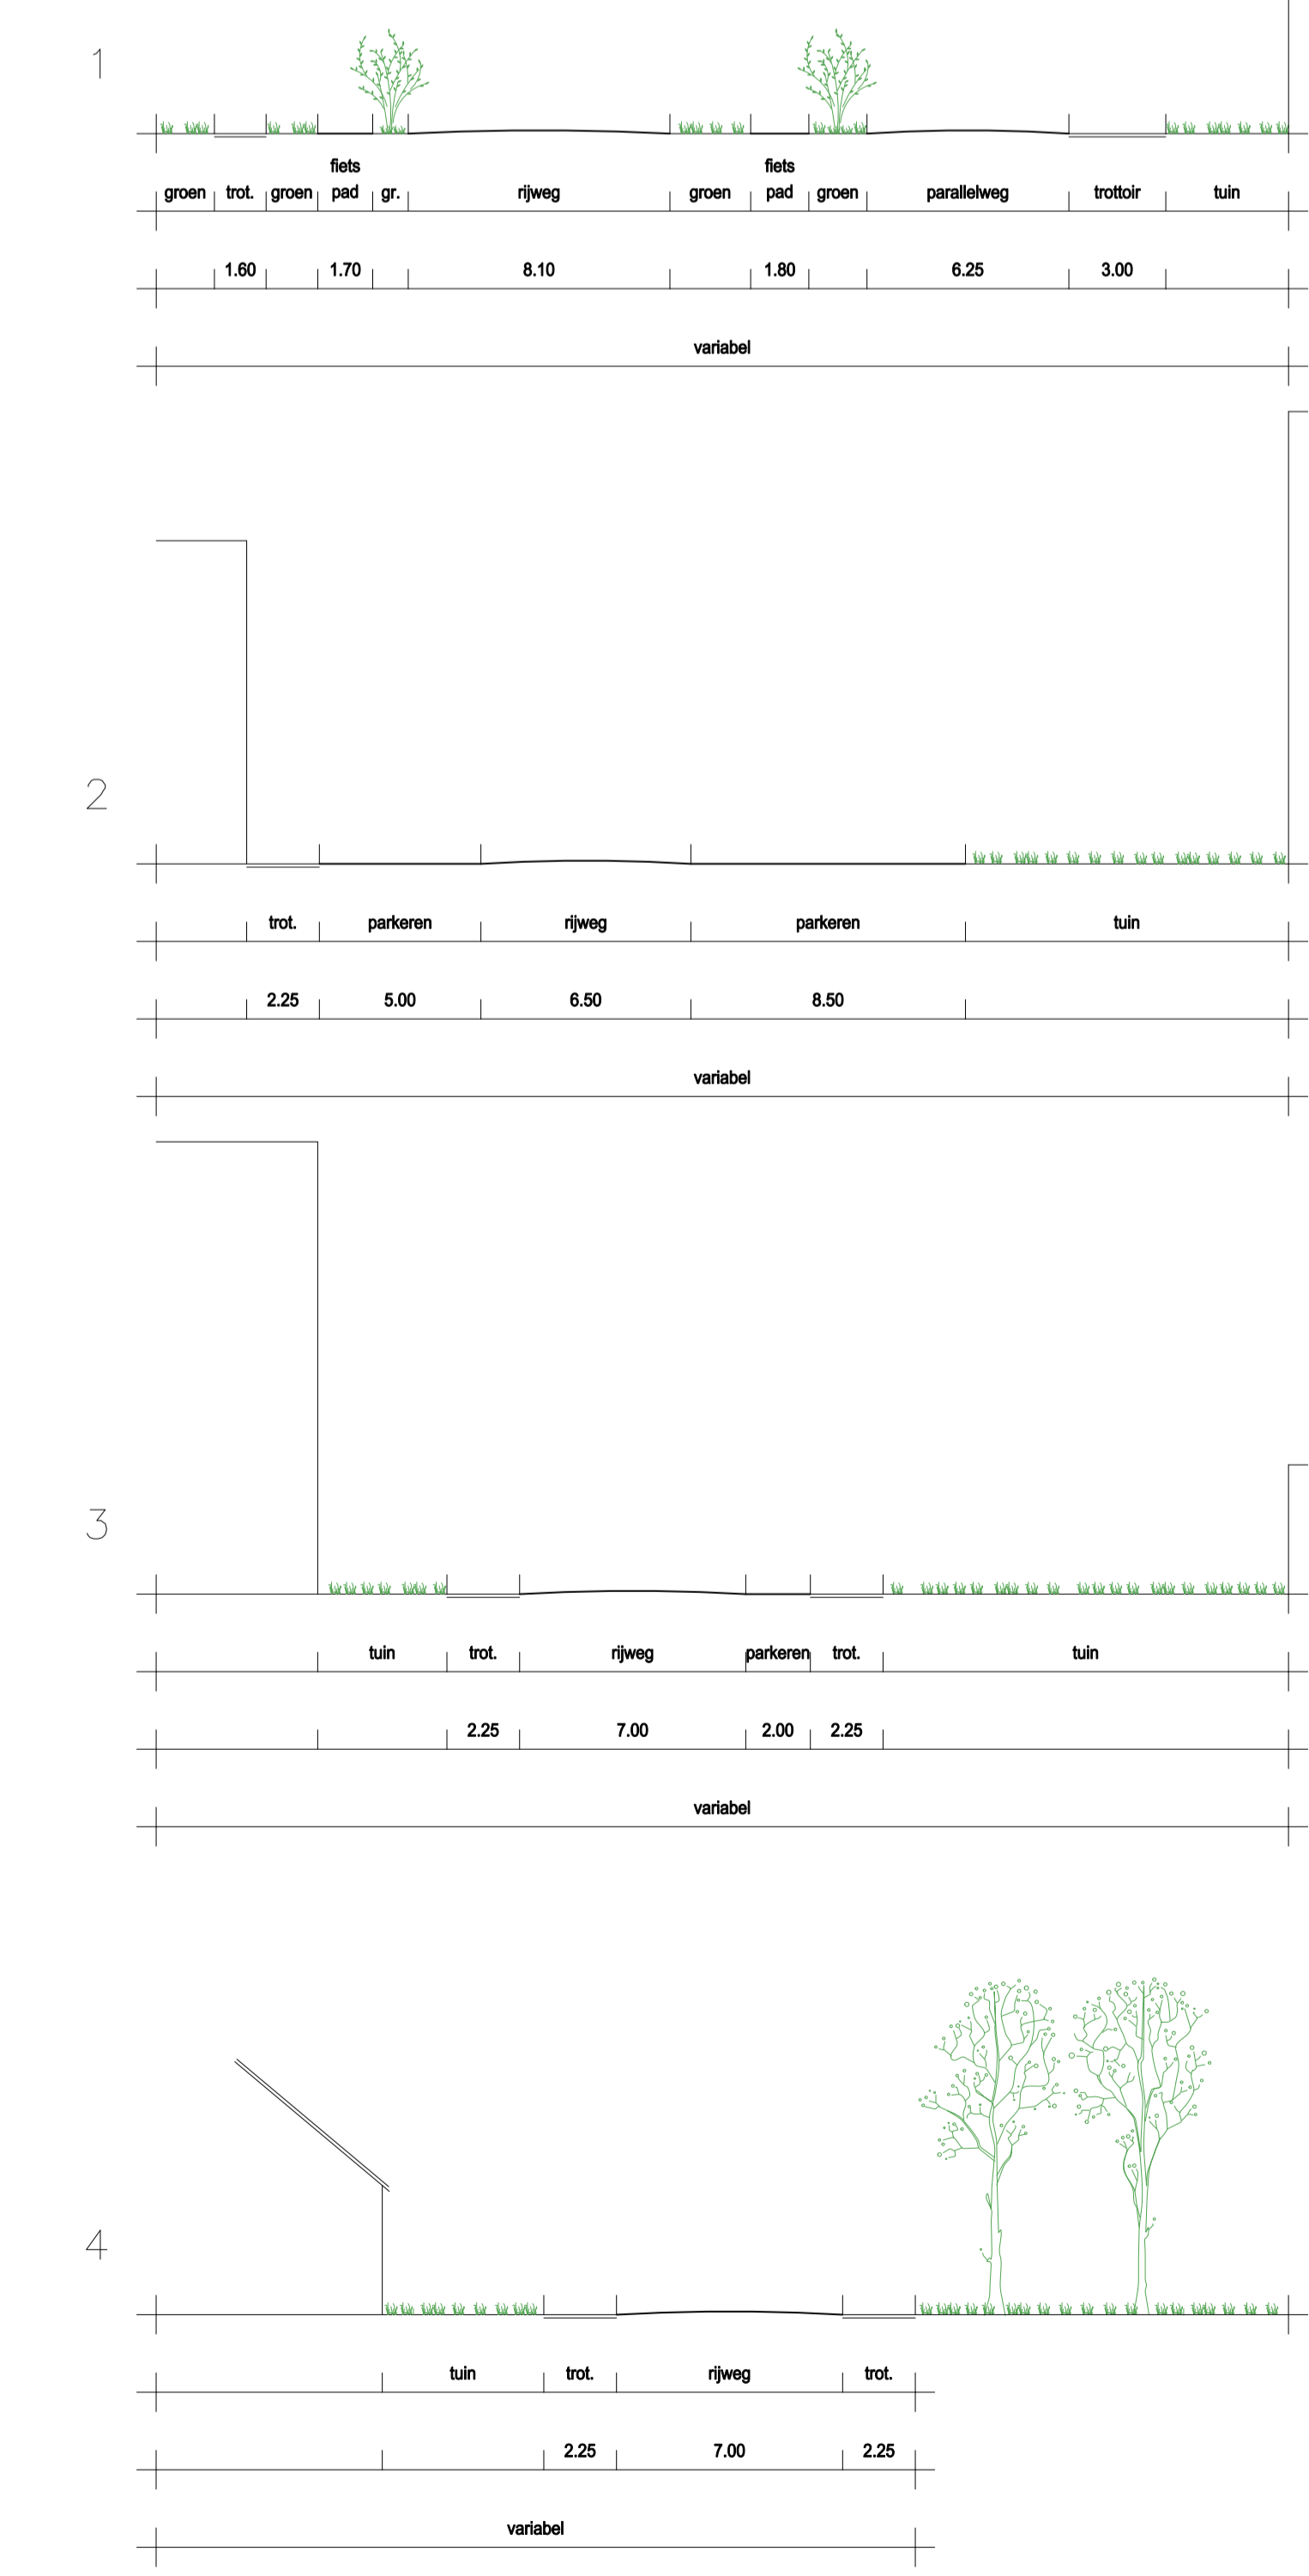 1
fiets fiets
groen trot. groen pad gr. rijweg groen pad groen parallelweg trottoir tuin
1.60 1.70 8.10 1.80 6.25 3.00
variabel
2
trot. parkeren rijweg parkeren tuin
2.25 5.00 6.50 8.50
variabel
3
tuin trot. rijweg parkeren trot. tuin
2.25 7.00 2.00 2.25
variabel
4
tuin trot. rijweg trot.
2.25 7.00 2.25
variabel